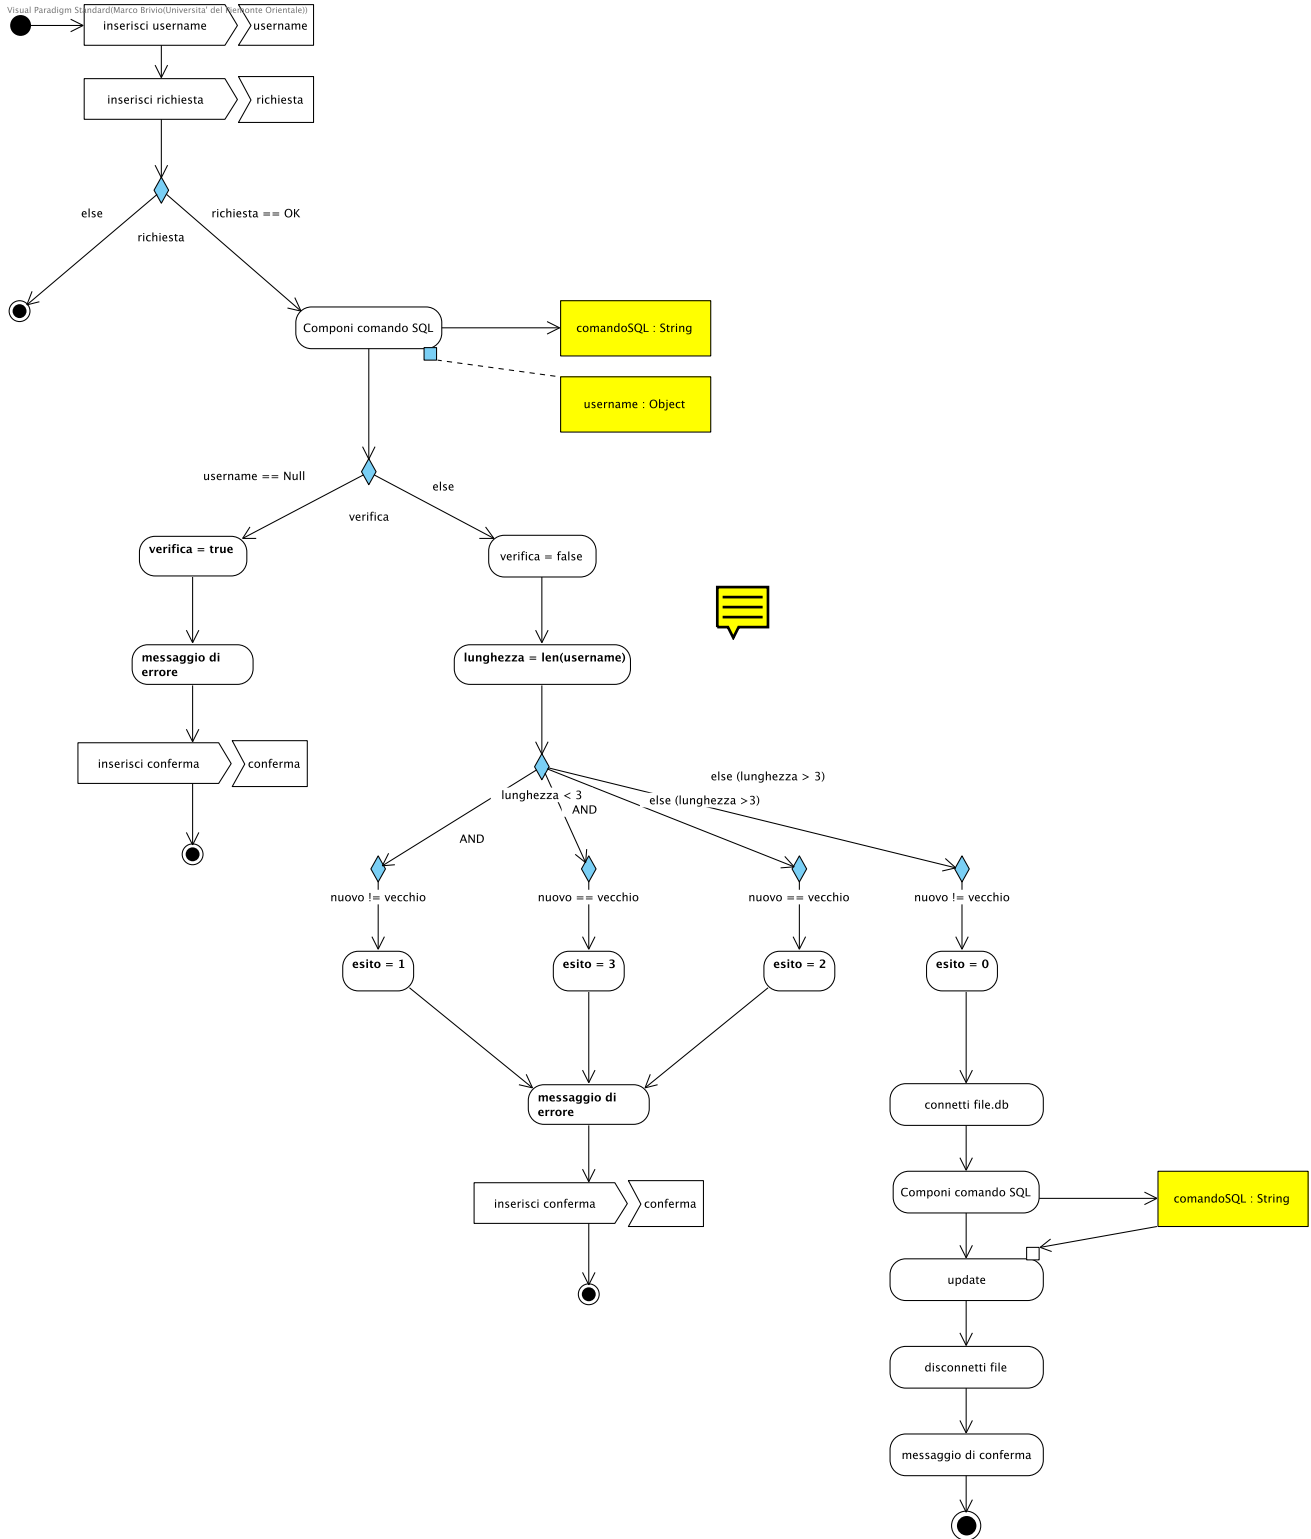 Visual Paradigm Standard(Marco Brivio(Universita' del Piemonte Orientale))
inserisci username
username
inserisci richiesta
richiesta
else
richiesta == OK
richiesta
Componi comando SQL
comandoSQL : String
username : Object
username == Null
else
verifica
verifica = true
verifica = false
messaggio di
errore
lunghezza = len(username)
inserisci conferma
conferma
else (lunghezza > 3)
lunghezza < 3
else (lunghezza >3)
AND
AND
nuovo != vecchio
nuovo == vecchio
nuovo == vecchio
nuovo != vecchio
esito = 1
esito = 3
esito = 2
esito = 0
messaggio di
errore
connetti file.db
inserisci conferma
conferma
Componi comando SQL
comandoSQL : String
update
disconnetti file
messaggio di conferma